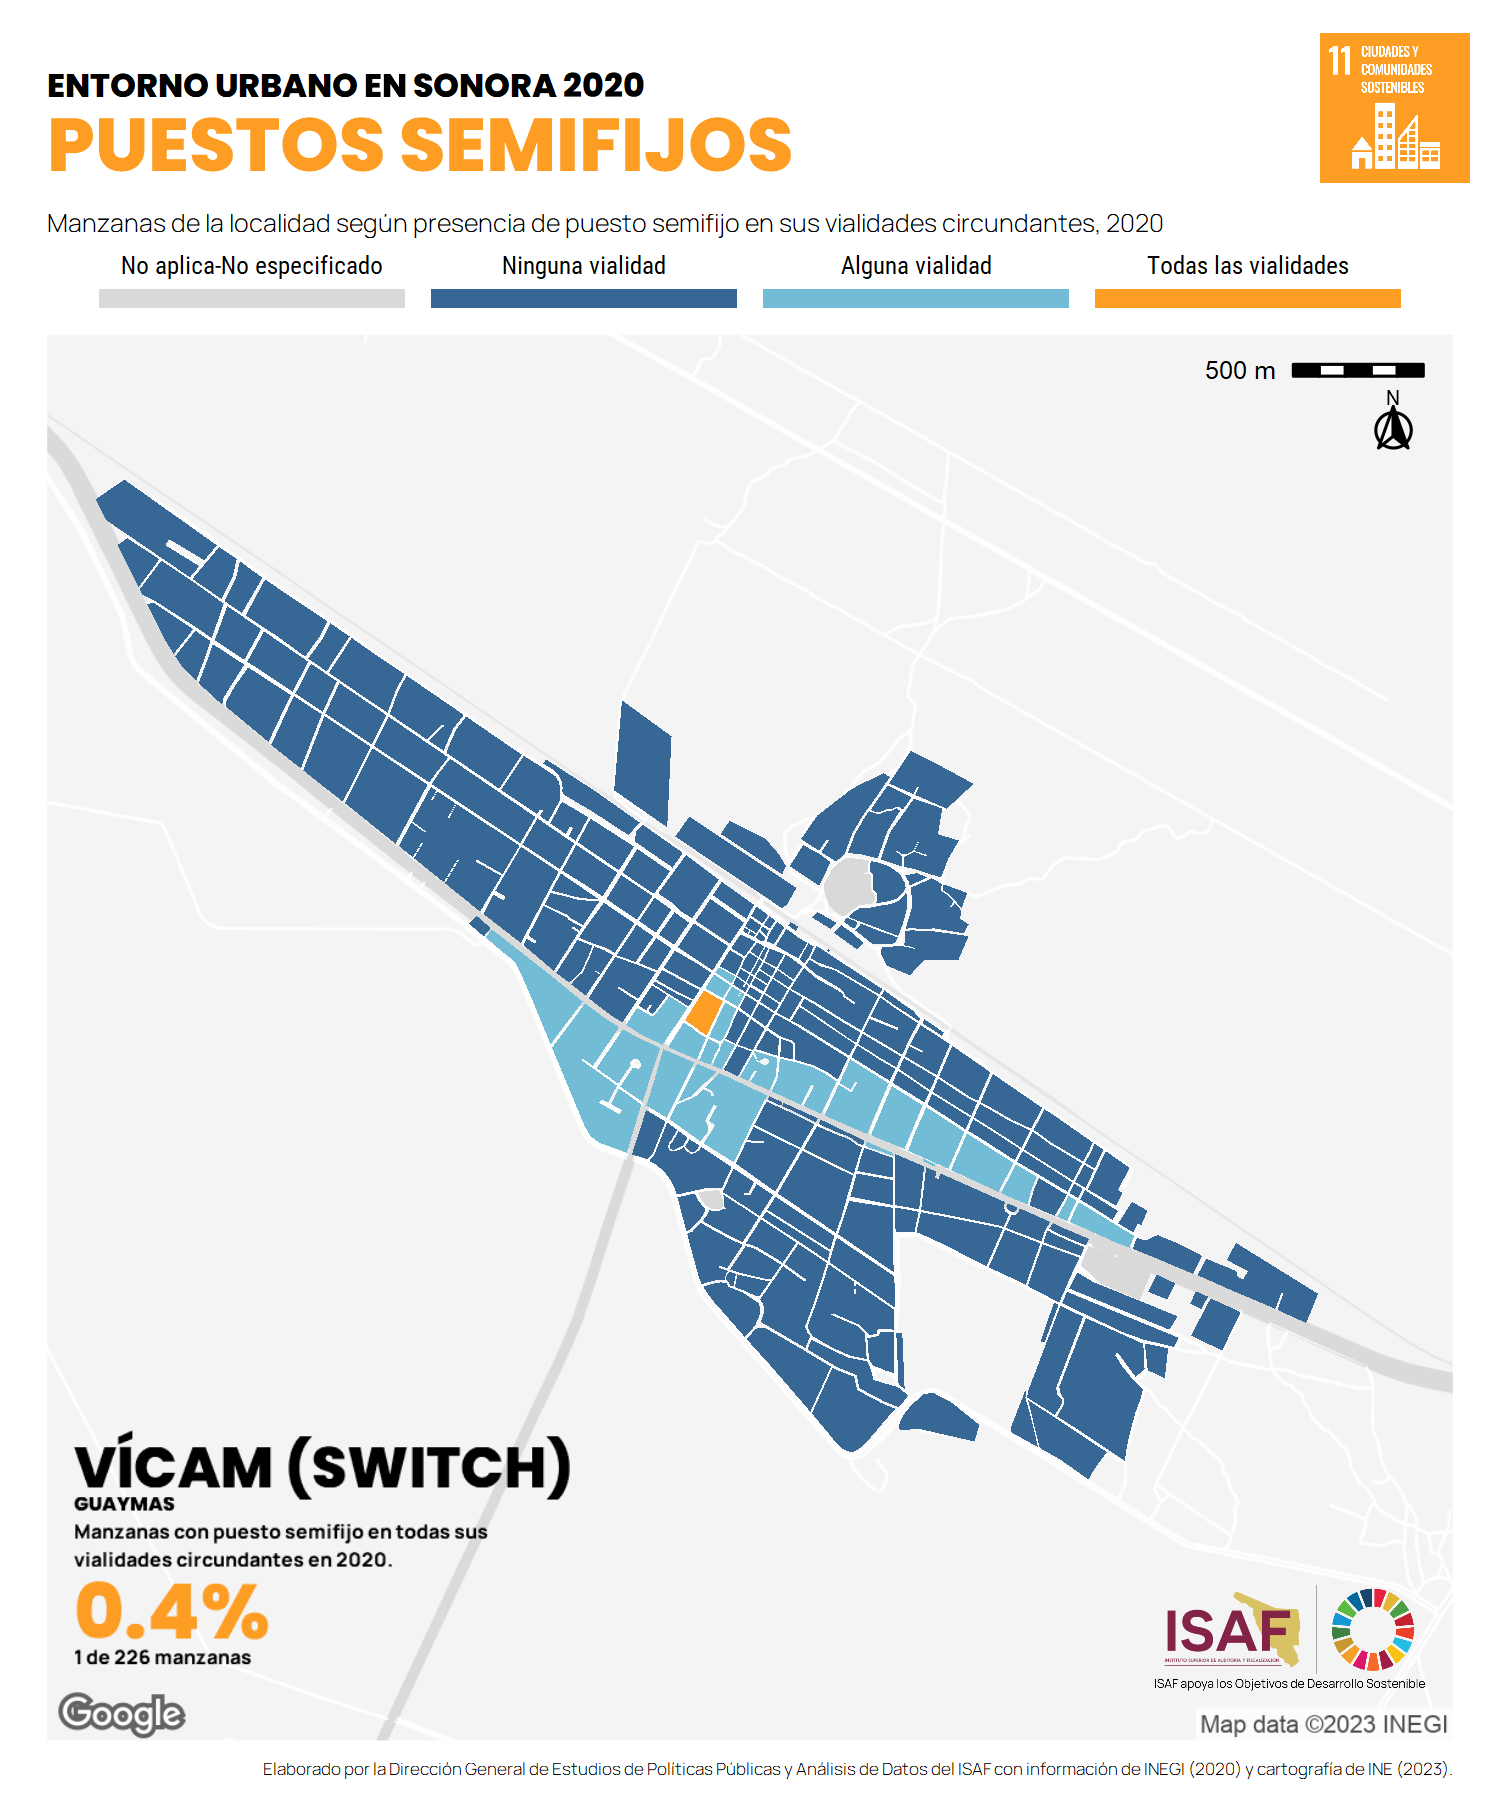 ENTORNO URBANO EN SONORA 2020
PUESTOS SEMIFIJOS
11 CIUDADES Y
COMUNIDADES
SOSTENIBLES
Manzanas de la localidad según presencia de puesto semifijo en sus vialidades circundantes, 2020
No aplica-No especificado Ninguna vialidad Alguna vialidad Todas las vialidades
500 m
N
VÍCAM (SWITCH)
GUAYMAS
Manzanas con puesto semifijo en todas sus
vialidades circundantes en 2020.
0.4%
1 de 226 manzanas
ISAF
INSTITUTO SUPERIOR DE AUDITORÍA Y FISCALIZACIÓN
ISAF apoya los Objetivos de Desarrollo Sostenible
Google
Map data ©2023 INEGI
Elaborado por la Dirección General de Estudios de Políticas Públicas y Análisis de Datos del ISAF con información de INEGI (2020) y cartografía de INE (2023).